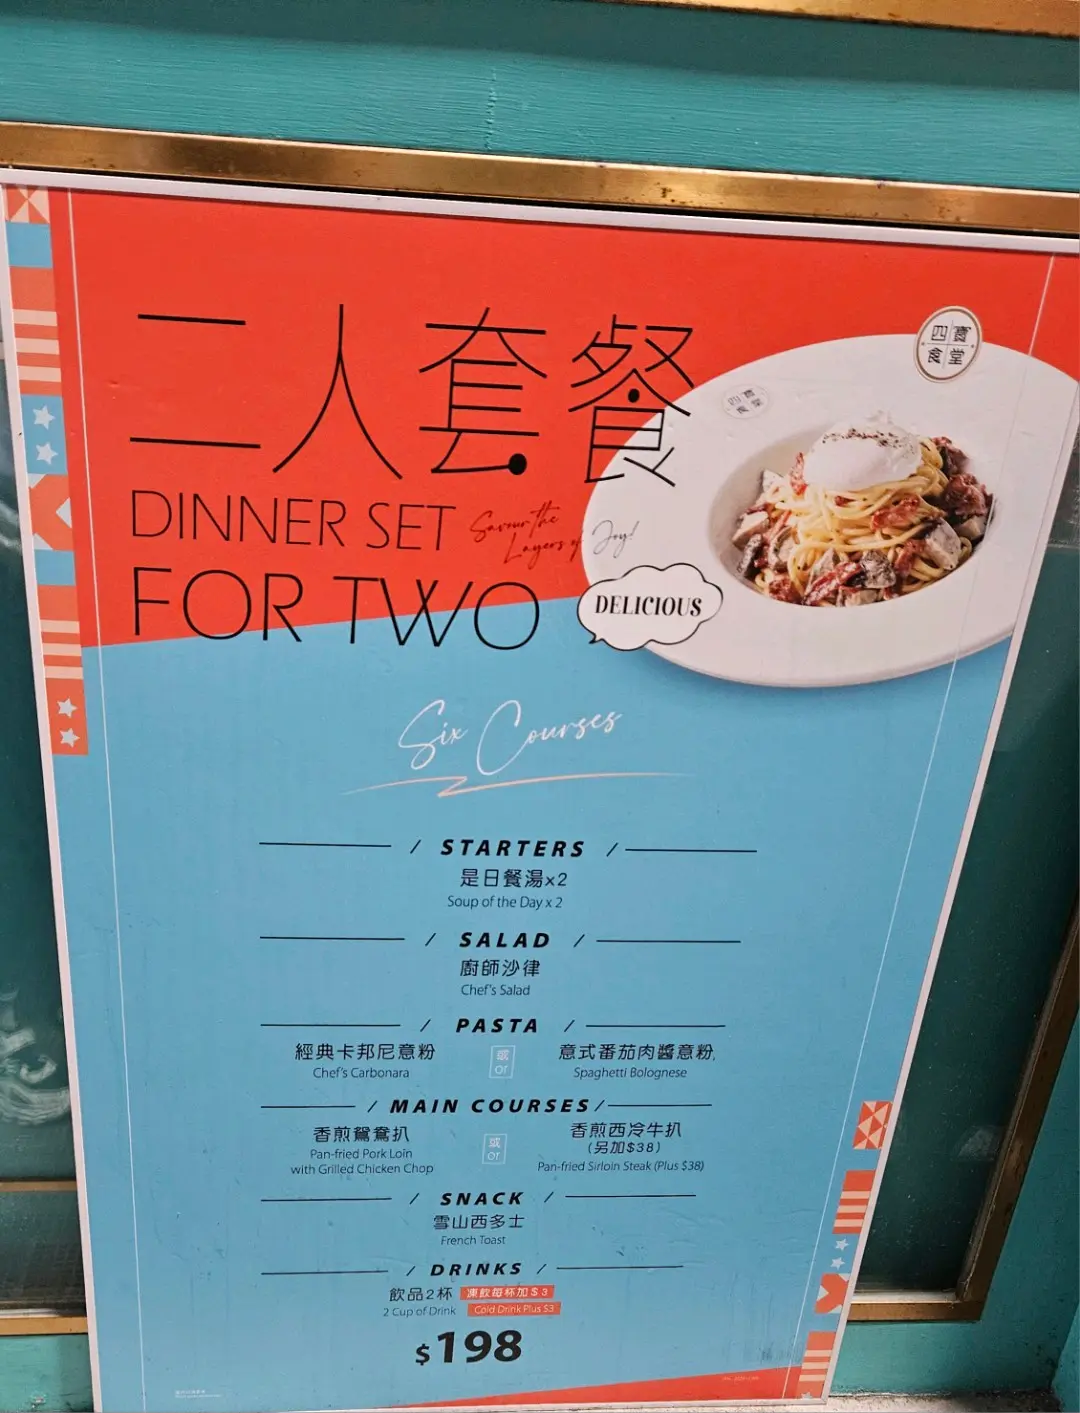 二人套餐
四寶
食堂
DINNER SET
Savour the
Layers of Joy!
FOR TWO
DELICIOUS
Six Courses
STARTERS
是日餐湯x2
Soup of the Day x 2
SALAD
廚師沙律
Chef's Salad
PASTA
經典卡邦尼意粉
Chef's Carbonara
或
or
意式番茄肉醬意粉
Spaghetti Bolognese
MAIN COURSES
香煎鴛鴦扒
Pan-fried Pork Loin
with Grilled Chicken Chop
或
or
香煎西冷牛扒
(另加$38)
Pan-fried Sirloin Steak (Plus $38)
SNACK
雪山西多士
French Toast
DRINKS
飲品2杯 凍飲每杯加$3
2 Cup of Drink Cold Drink Plus $3
$198